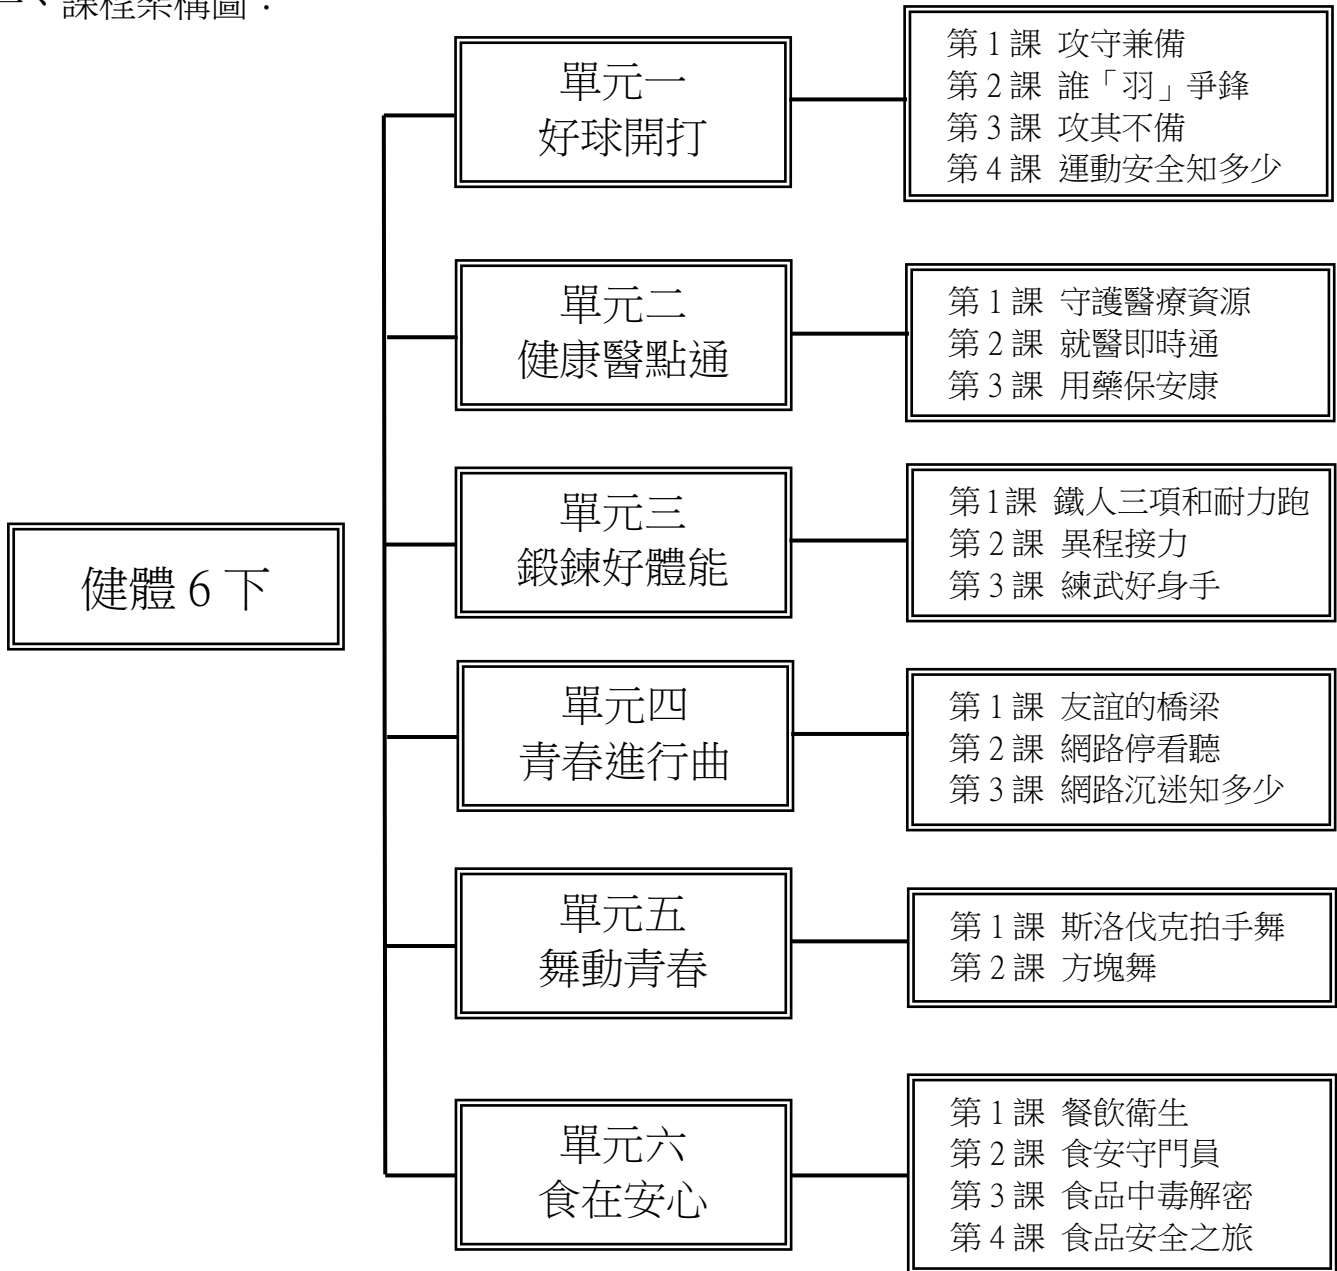 、課程架構圖：
健體 6 下
單元一
好球開打
第 1 課 攻守兼備
第 2 課 誰「羽」爭鋒
第 3 課 攻其不備
第 4 課 運動安全知多少
單元二
健康醫點通
第 1 課 守護醫療資源
第 2 課 就醫即時通
第 3 課 用藥保安康
單元三
鍛鍊好體能
第 1 課 鐵人三項和耐力跑
第 2 課 異程接力
第 3 課 練武好身手
單元四
青春進行曲
第 1 課 友誼的橋梁
第 2 課 網路停看聽
第 3 課 網路沉迷知多少
單元五
舞動青春
第 1 課 斯洛伐克拍手舞
第 2 課 方塊舞
單元六
食在安心
第 1 課 餐飲衛生
第 2 課 食安守門員
第 3 課 食品中毒解密
第 4 課 食品安全之旅